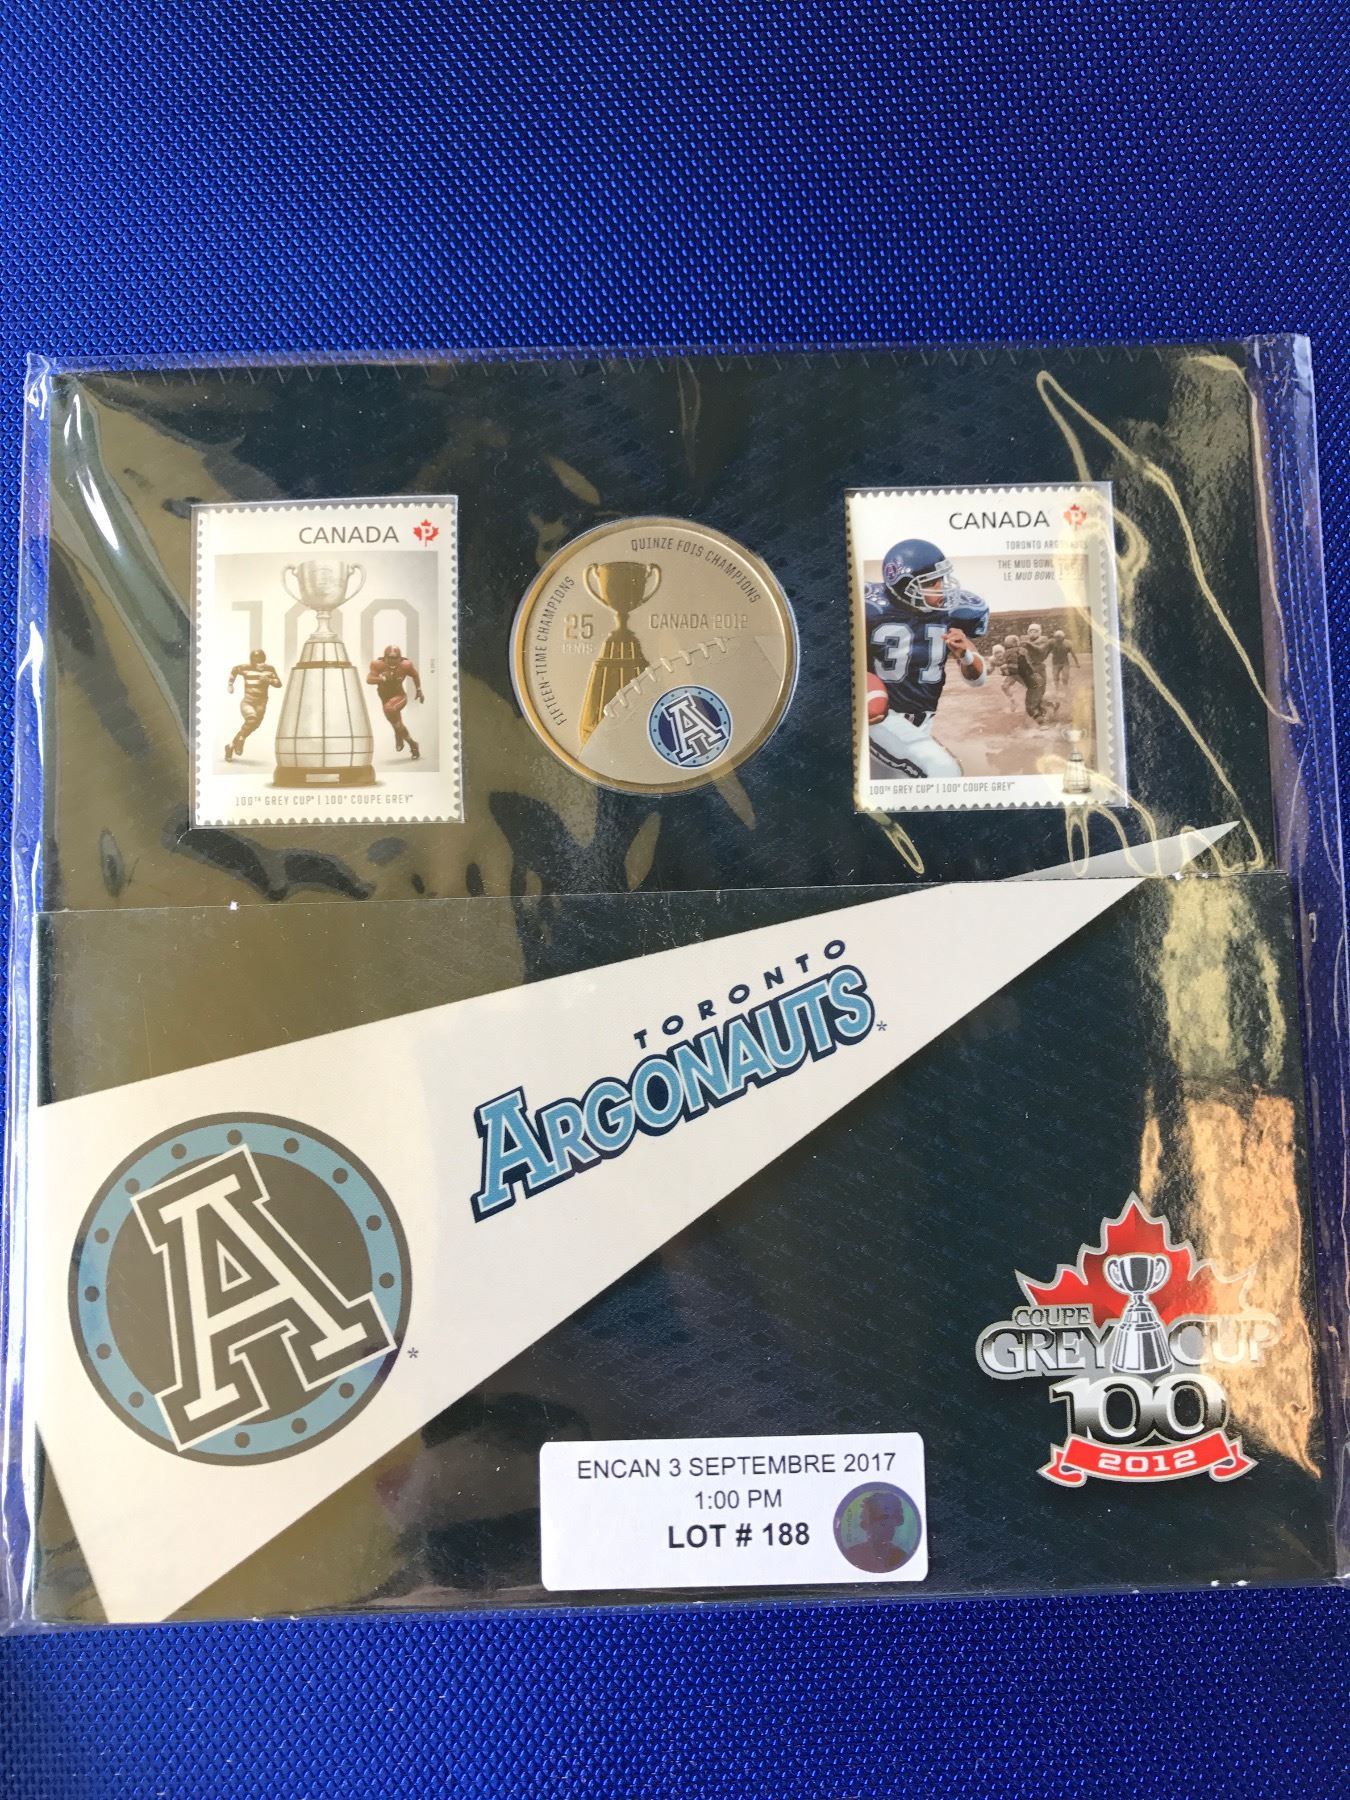 CANADA P
100
100TH GREY CUP* | 100E COUPE GREY*
FIFTEEN-TIME CHAMPIONS
QUINZE FOIS CHAMPIONS
25
CENTS
CANADA 2012
A
CANADA P
TORONTO
THE MUD BOWL
LE MUD BOWL
31
100TH GREY CUP* | 100E COUPE GREY*
TORONTO
ARGONAUTS*
A*
COUPE
GREY CUP
100
2012
ENCAN 3 SEPTEMBRE 2017
1:00 PM
LOT # 188